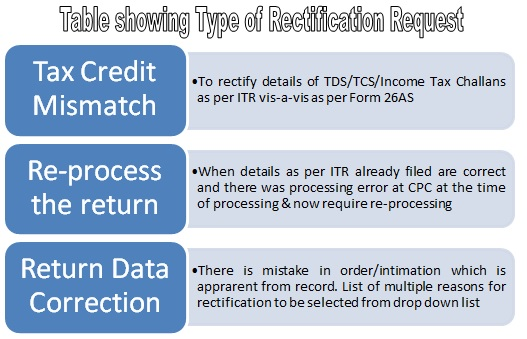 Table showing Type of Rectification Request
Tax Credit
Mismatch
•To rectify details of TDS/TCS/Income Tax Challans
as per ITR vis-a-vis as per Form 26AS
Re-process
the return
•When details as per ITR already filed are correct
and there was processing error at CPC at the time
of processing & now require re-processing
Return Data
Correction
•There is mistake in order/intimation which is
apprarent from record. List of multiple reasons for
rectification to be selected from drop down list